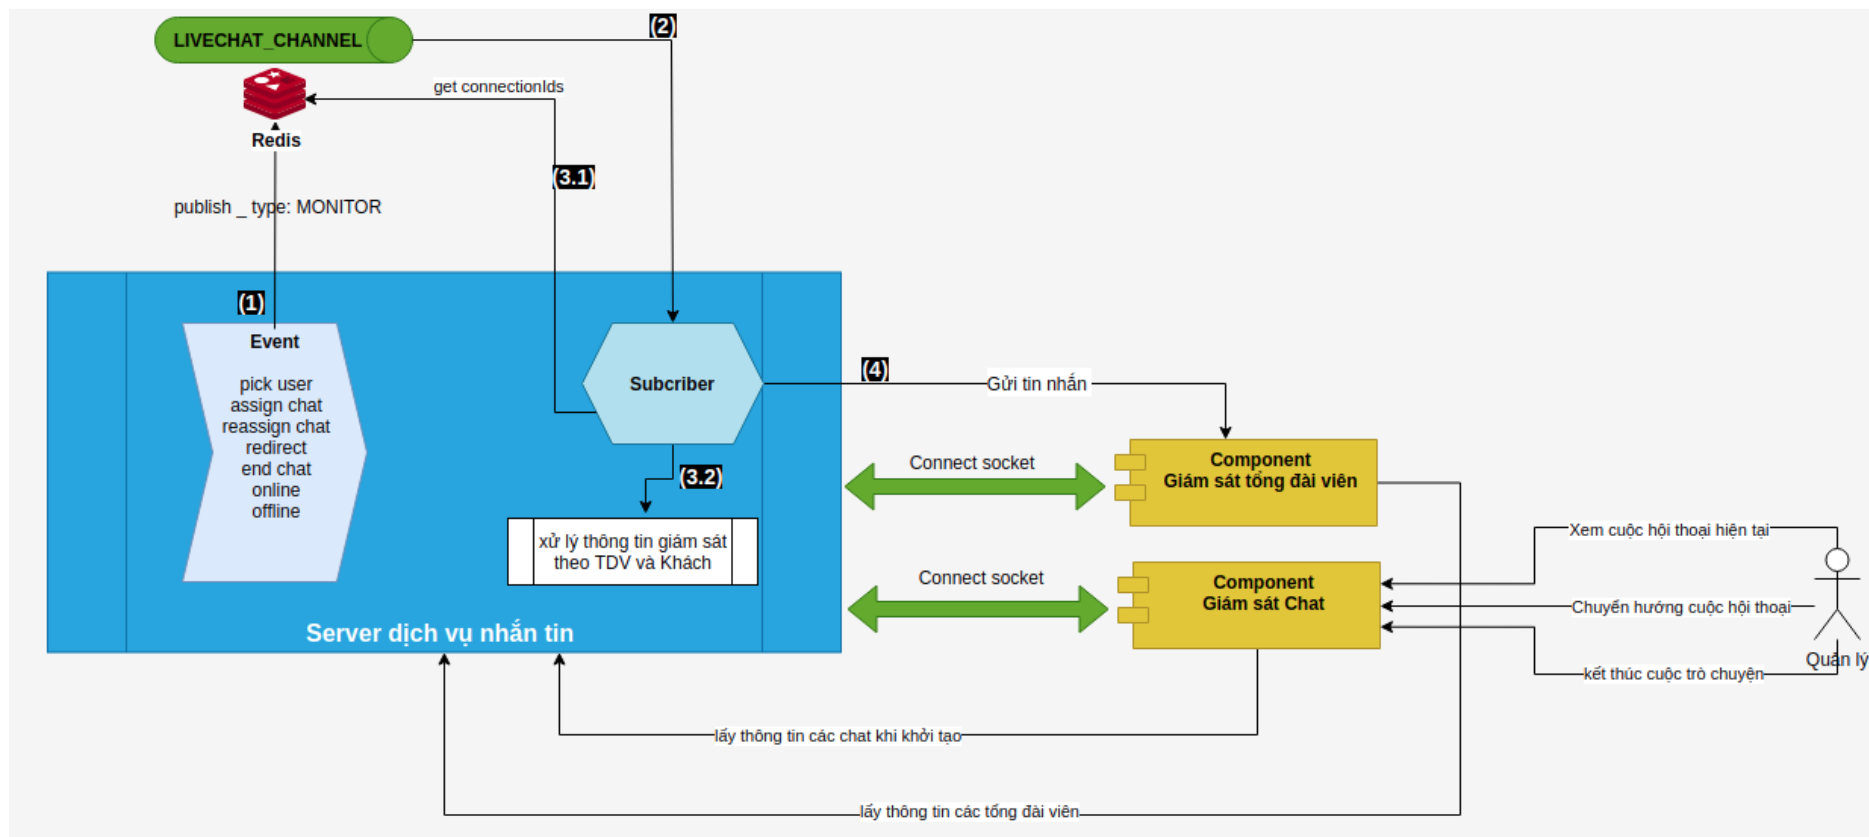 LIVECHAT_CHANNEL
(2)
get connectionIds
Redis
(3.1)
publish _ type: MONITOR
(1)
Event
pick user
assign chat
reassign chat
redirect
end chat
online
offline
Subcriber
(4)
Gửi tin nhắn
(3.2)
xử lý thông tin giám sát
theo TDV và Khách
Server dịch vụ nhắn tin
Connect socket
Component
Giám sát tổng đài viên
Connect socket
Component
Giám sát Chat
Xem cuộc hội thoại hiện tại
Chuyển hướng cuộc hội thoại
Quản lý
kết thúc cuộc trò chuyện
lấy thông tin các chat khi khởi tạo
lấy thông tin các tổng đài viên